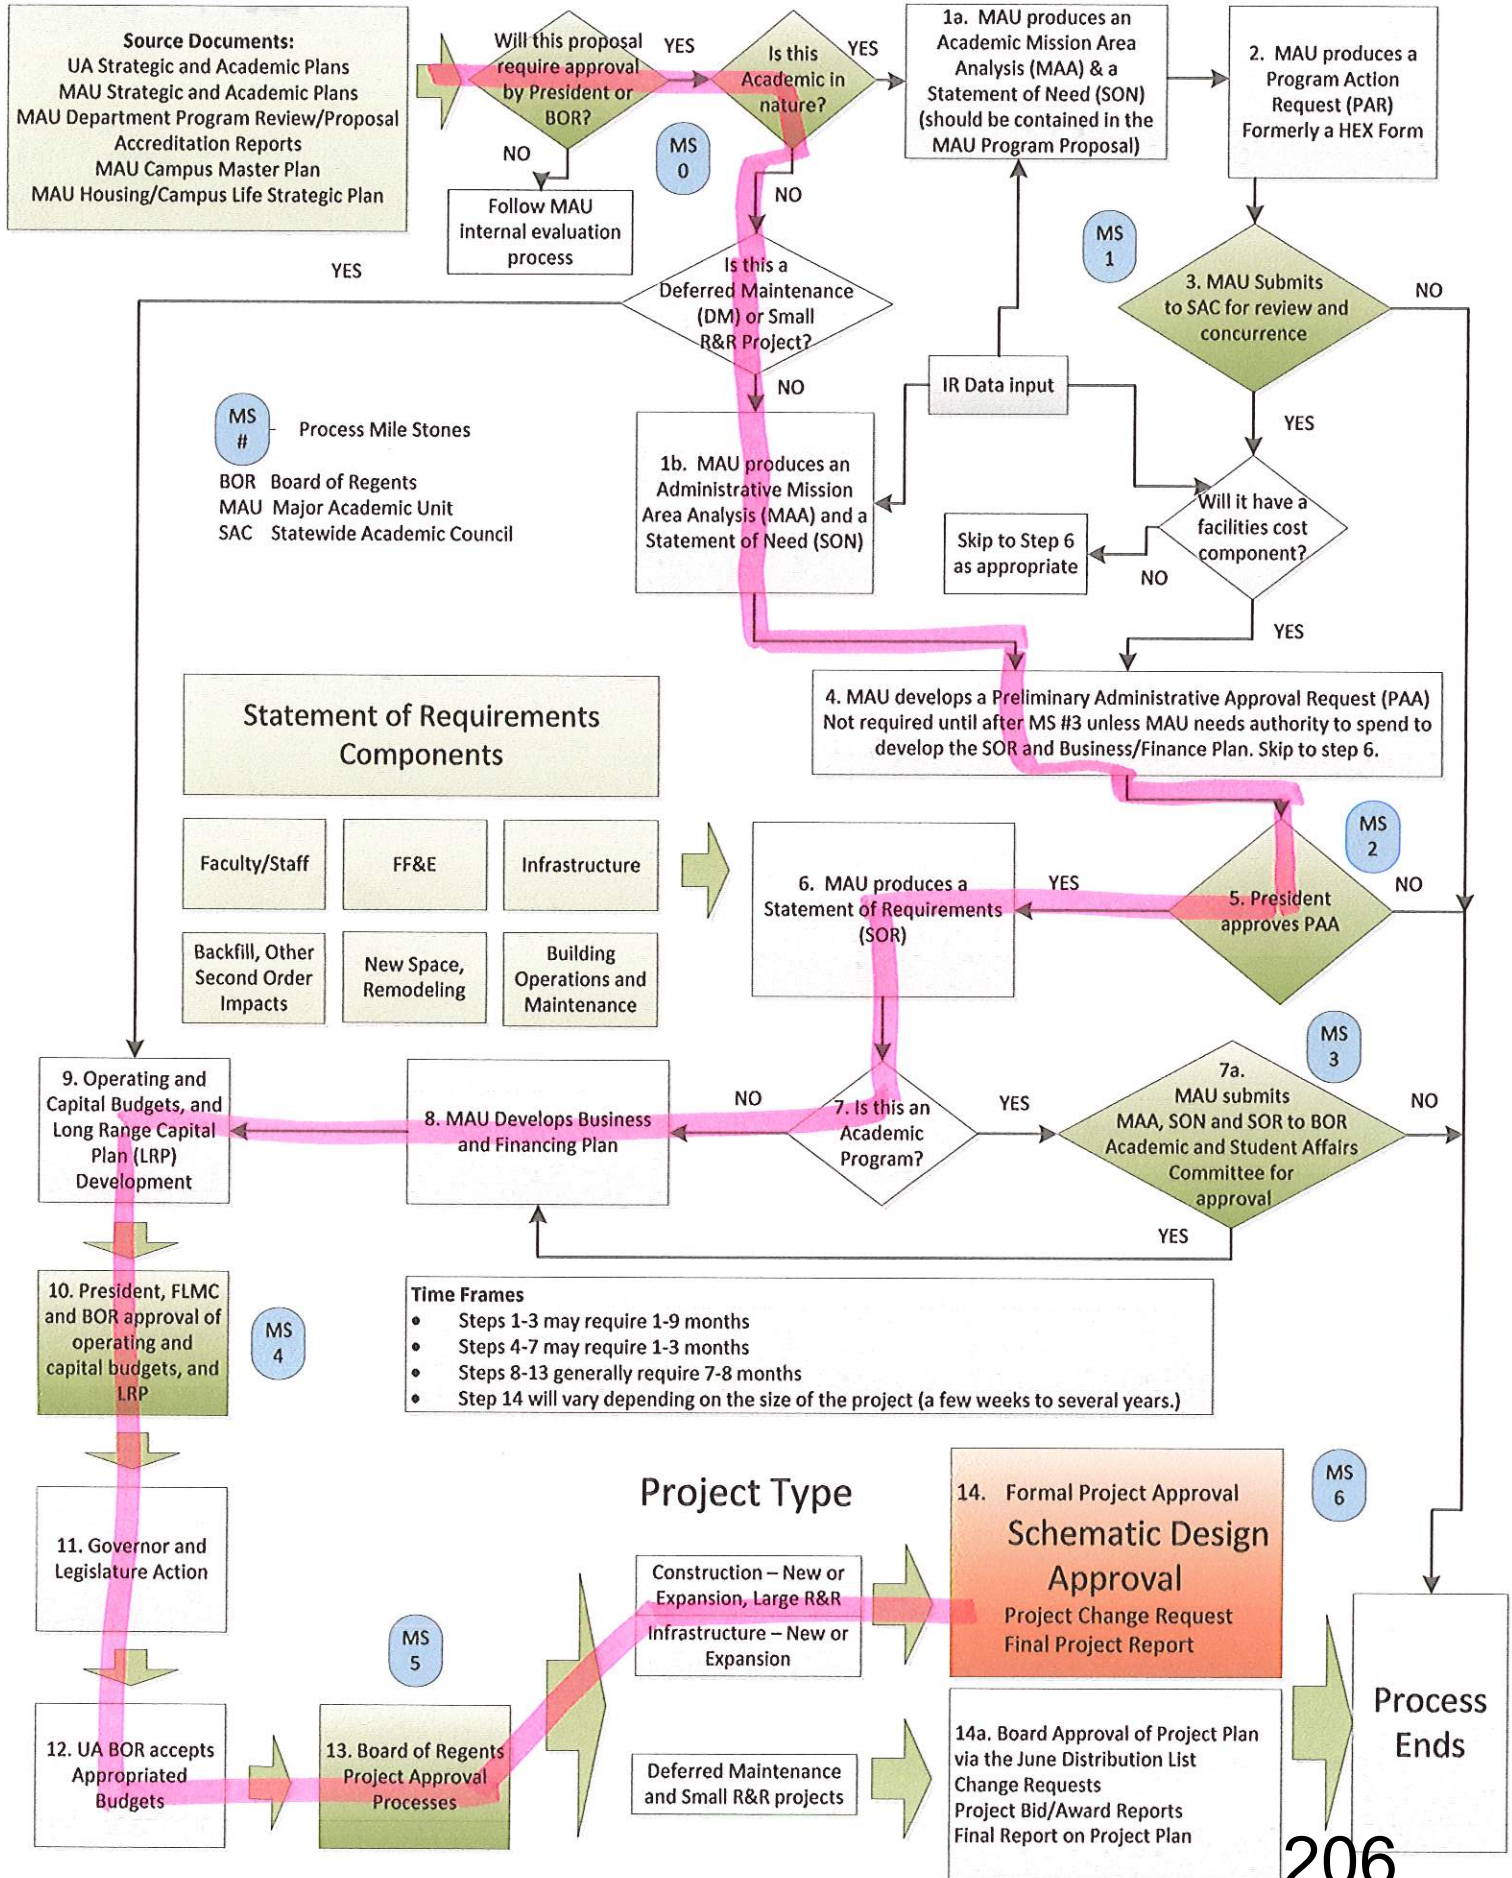 Source Documents:
UA Strategic and Academic Plans
MAU Strategic and Academic Plans
MAU Department Program Review/Proposal
Accreditation Reports
MAU Campus Master Plan
MAU Housing/Campus Life Strategic Plan
Will this proposal
require approval
by President or
BOR?
YES
NO
Follow MAU
internal evaluation
process
MS
0
Is this
Academic in
nature?
YES
NO
1a. MAU produces an
Academic Mission Area
Analysis (MAA) & a
Statement of Need (SON)
(should be contained in the
MAU Program Proposal)
2. MAU produces a
Program Action
Request (PAR)
Formerly a HEX Form
MS
1
3. MAU Submits
to SAC for review and
concurrence
NO
YES
YES
Is this a
Deferred Maintenance
(DM) or Small
R&R Project?
NO
IR Data input
MS
#
Process Mile Stones
BOR Board of Regents
MAU Major Academic Unit
SAC Statewide Academic Council
1b. MAU produces an
Administrative Mission
Area Analysis (MAA) and a
Statement of Need (SON)
Skip to Step 6
as appropriate
NO
Will it have a
facilities cost
component?
YES
4. MAU develops a Preliminary Administrative Approval Request (PAA)
Not required until after MS #3 unless MAU needs authority to spend to
develop the SOR and Business/Finance Plan. Skip to step 6.
Statement of Requirements
Components
Faculty/Staff
FF&E
Infrastructure
Backfill, Other
Second Order
Impacts
New Space,
Remodeling
Building
Operations and
Maintenance
6. MAU produces a
Statement of Requirements
(SOR)
YES
5. President
approves PAA
MS
2
NO
MS
3
9. Operating and
Capital Budgets, and
Long Range Capital
Plan (LRP)
Development
8. MAU Develops Business
and Financing Plan
NO
7. Is this an
Academic
Program?
YES
7a.
MAU submits
MAA, SON and SOR to BOR
Academic and Student Affairs
Committee for
approval
NO
YES
10. President, FLMC
and BOR approval of
operating and
capital budgets, and
LRP
MS
4
Time Frames
• Steps 1-3 may require 1-9 months
• Steps 4-7 may require 1-3 months
• Steps 8-13 generally require 7-8 months
• Step 14 will vary depending on the size of the project (a few weeks to several years.)
11. Governor and
Legislature Action
Project Type
MS
5
Construction – New or
Expansion, Large R&R
Infrastructure – New or
Expansion
14. Formal Project Approval
Schematic Design
Approval
Project Change Request
Final Project Report
MS
6
12. UA BOR accepts
Appropriated
Budgets
13. Board of Regents
Project Approval
Processes
Deferred Maintenance
and Small R&R projects
14a. Board Approval of Project Plan
via the June Distribution List
Change Requests
Project Bid/Award Reports
Final Report on Project Plan
Process
Ends
206